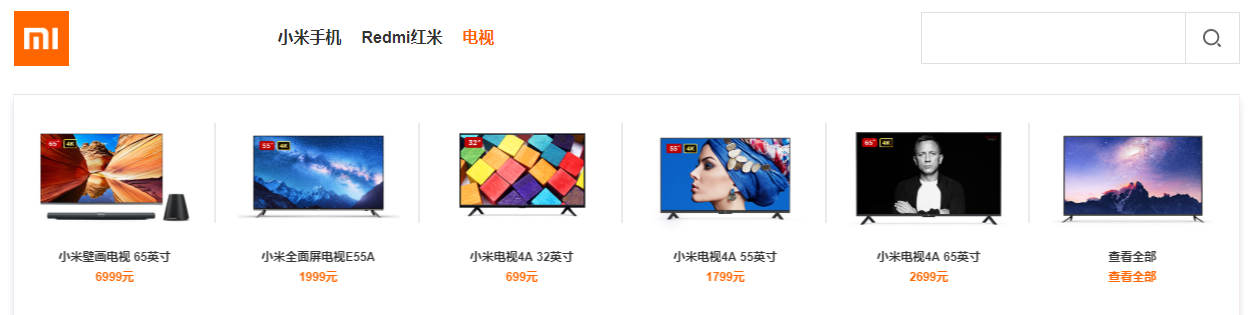 mi
小米手机 Redmi红米 电视
65" 4K
55" 4K
32"
55" 4K
65" 4K
小米壁画电视 65英寸
6999元
小米全面屏电视E55A
1999元
小米电视4A 32英寸
699元
小米电视4A 55英寸
1799元
小米电视4A 65英寸
2699元
查看全部
查看全部